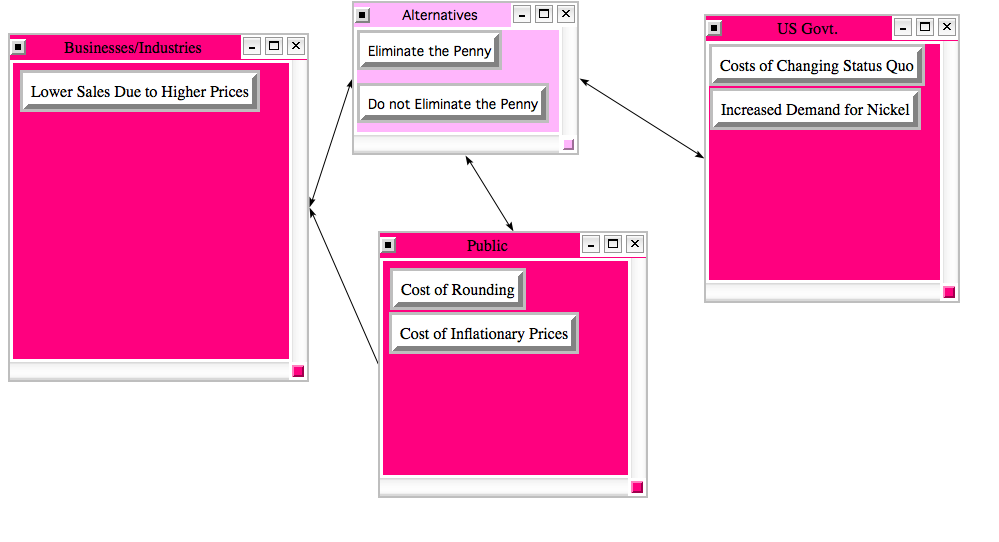 Businesses/Industries
Lower Sales Due to Higher Prices
Alternatives
Eliminate the Penny
Do not Eliminate the Penny
US Govt.
Costs of Changing Status Quo
Increased Demand for Nickel
Public
Cost of Rounding
Cost of Inflationary Prices